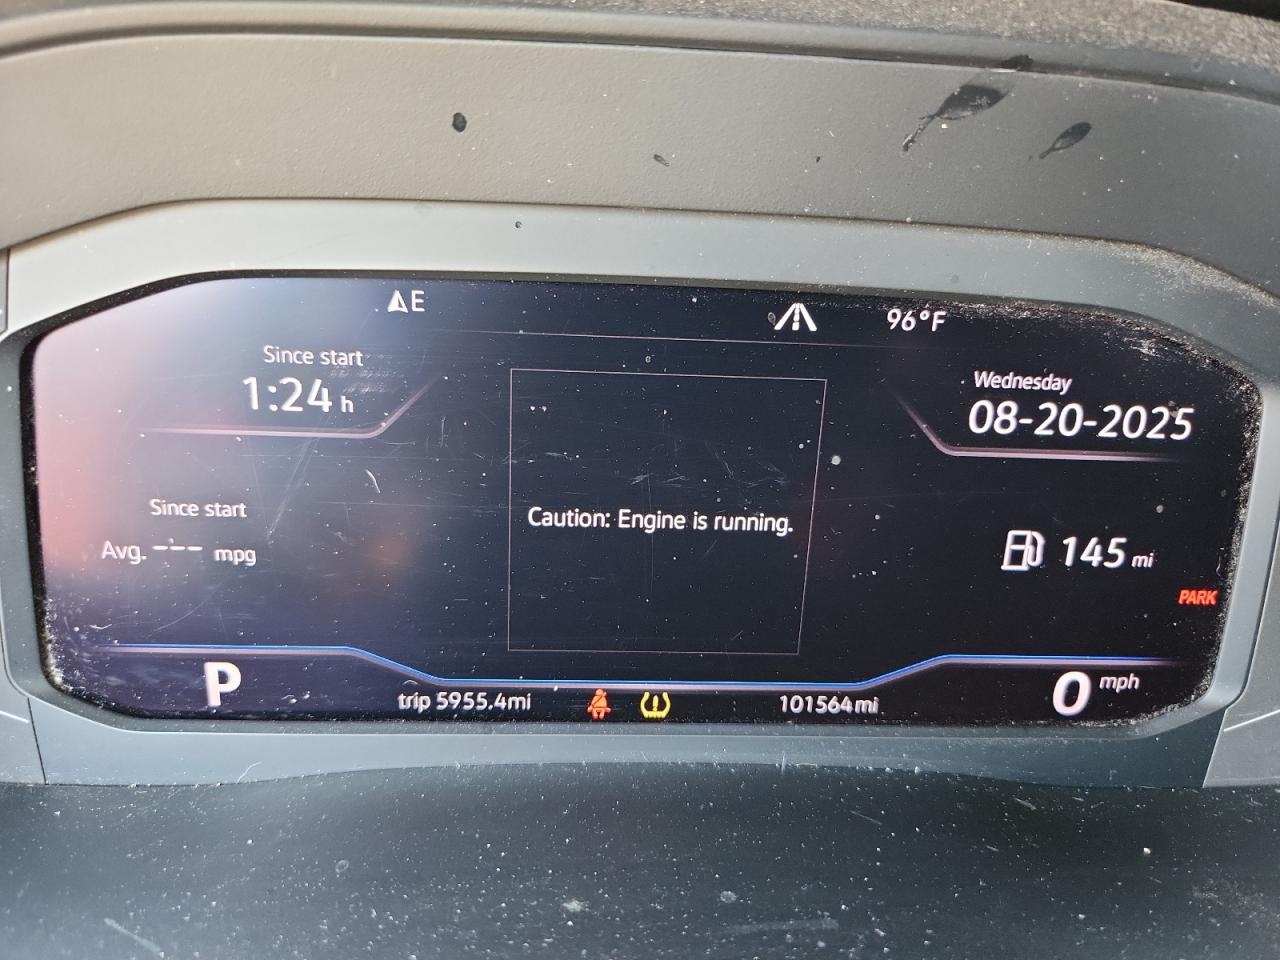 E
96°F
Since start
1:24 h
Wednesday
08-20-2025
Since start
Avg. --- mpg
Caution: Engine is running.
145 mi
PARK
P
trip 5955.4mi
101564mi
0 mph